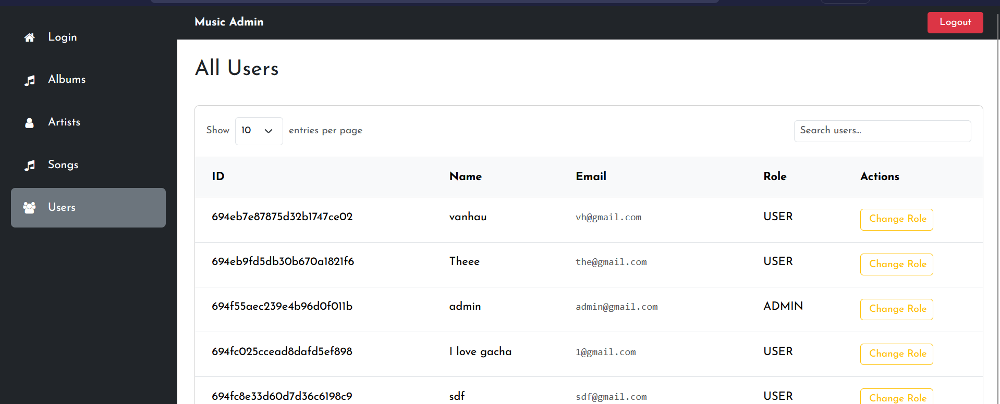 Music Admin
Logout
Login
Albums
Artists
Songs
Users
All Users
Show 10 entries per page
Search users...
ID Name Email Role Actions
694eb7e87875d32b1747ce02 vanhau vh@gmail.com USER Change Role
694eb9fd5db30b670a1821f6 Theee the@gmail.com USER Change Role
694f55aec239e4b96d0f011b admin admin@gmail.com ADMIN Change Role
694fc025ccead8dafd5ef898 I love gacha 1@gmail.com USER Change Role
694fc8e33d60d7d36c6198c9 sdf sdf@gmail.com USER Change Role